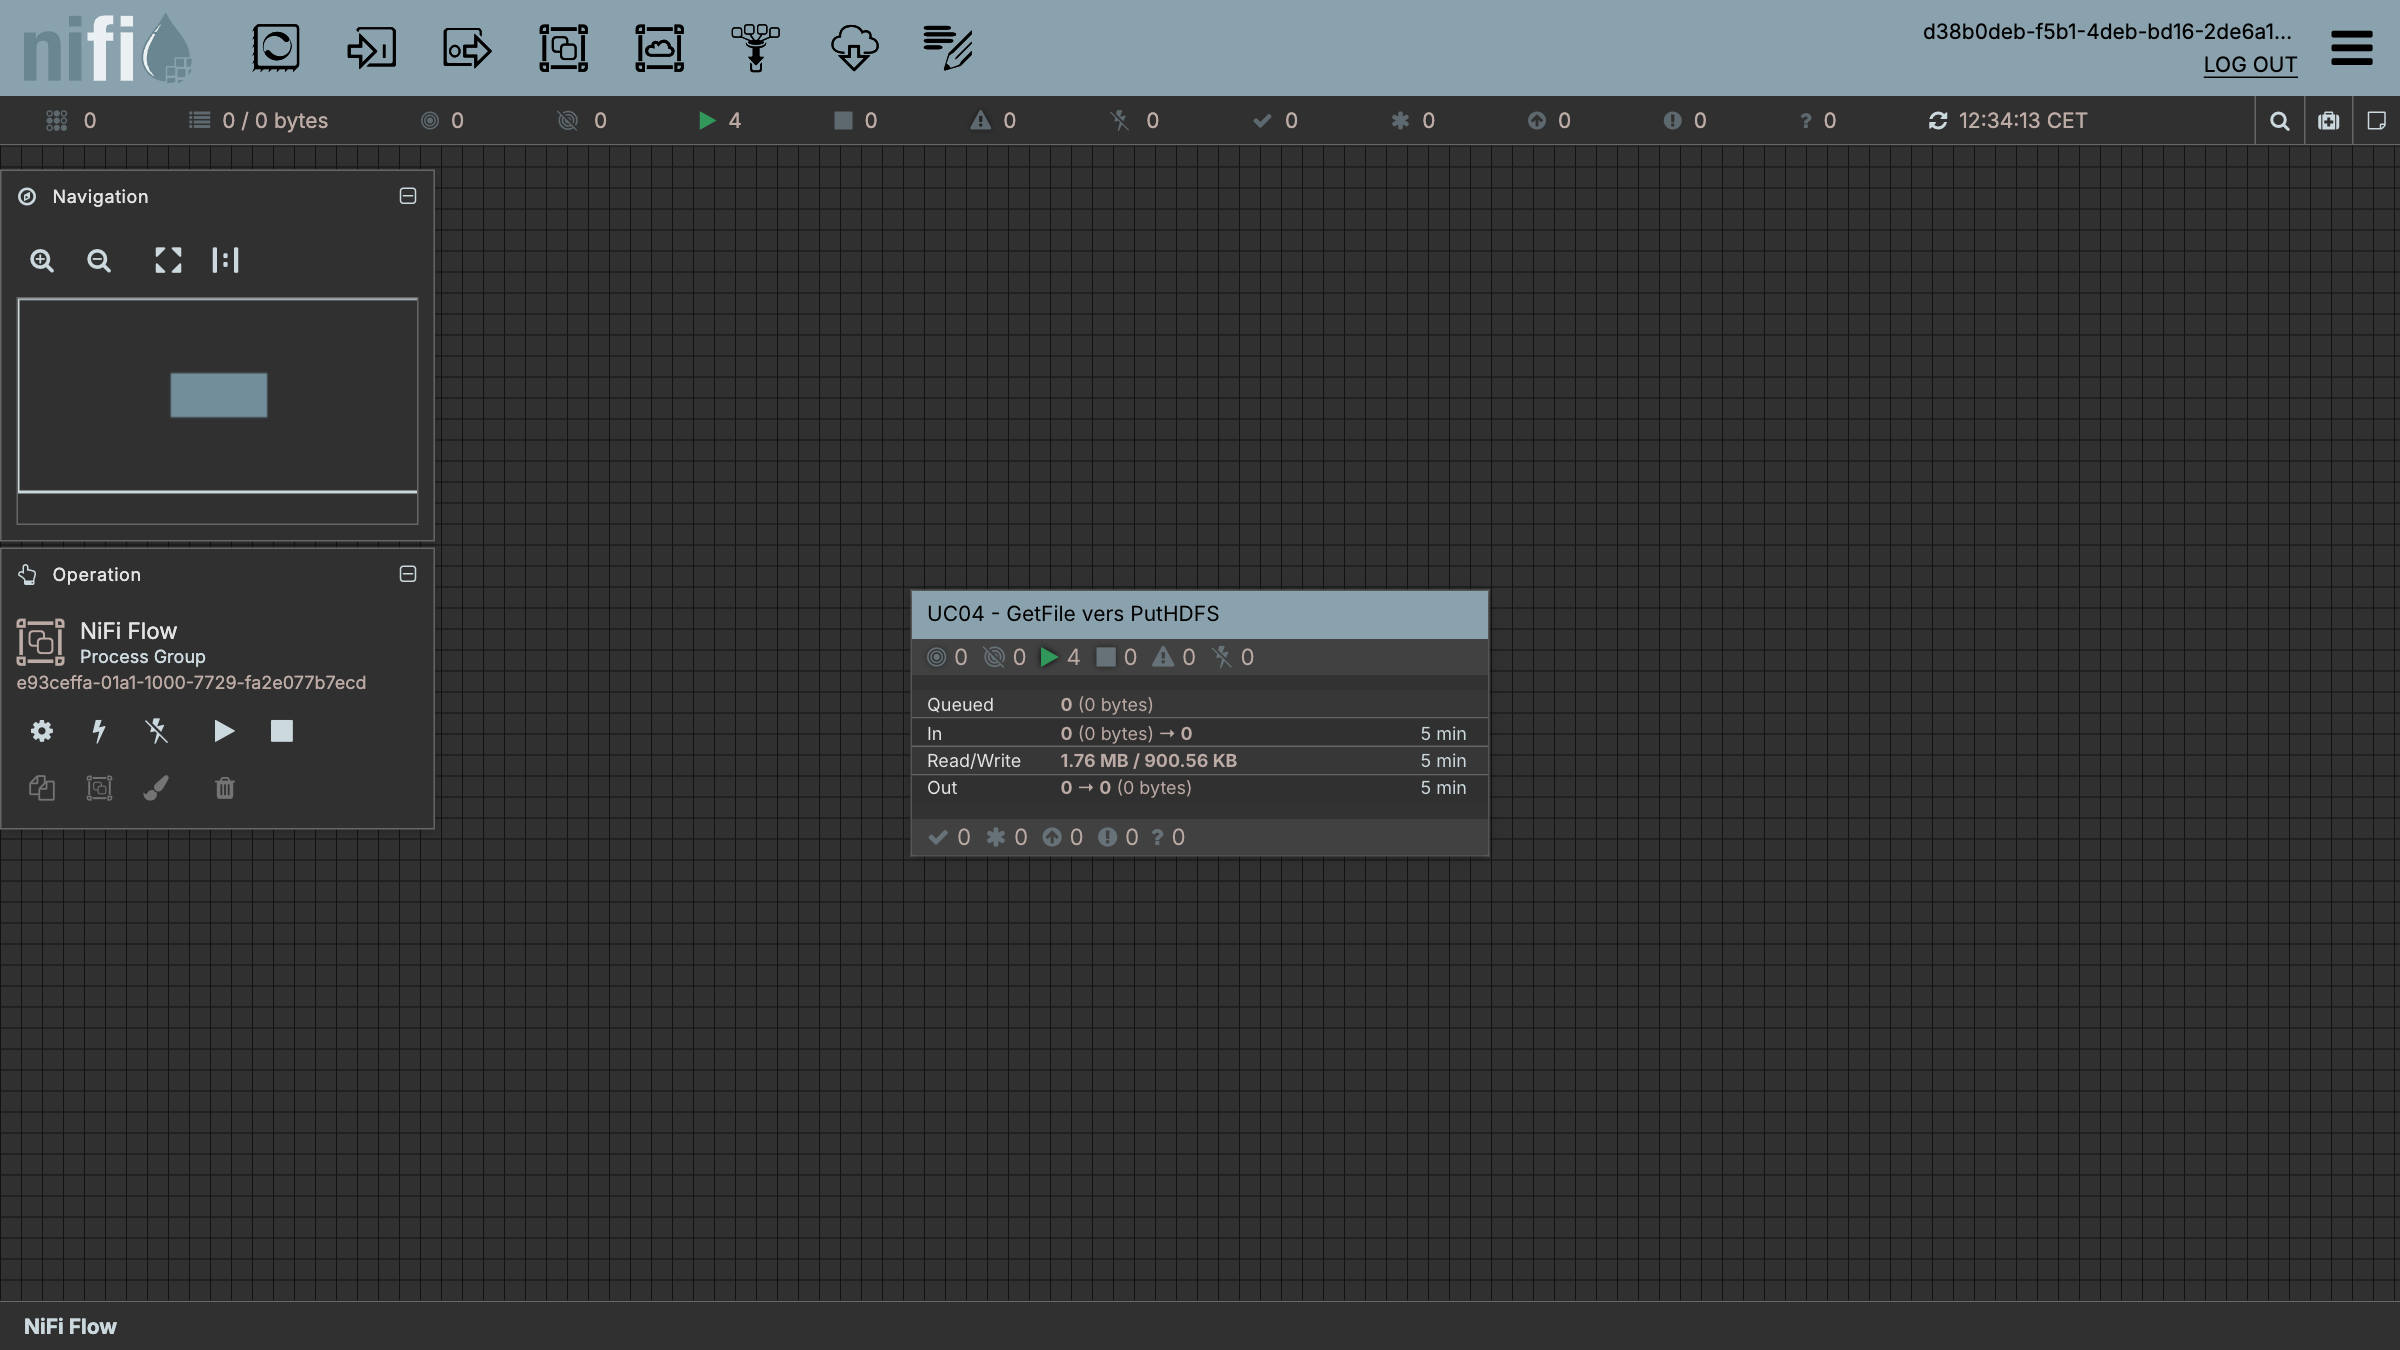 nifi
d38b0deb-f5b1-4deb-bd16-2de6a1...
LOG OUT
0 0 / 0 bytes 0 0 4 0 0 0 0 0 0 0 ? 0 12:34:13 CET
Navigation
Operation
NiFi Flow
Process Group
e93ceffa-01a1-1000-7729-fa2e077b7ecd
UC04 - GetFile vers PutHDFS
0 0 4 0 0 0
Queued 0 (0 bytes)
In 0 (0 bytes) → 0 5 min
Read/Write 1.76 MB / 900.56 KB 5 min
Out 0 → 0 (0 bytes) 5 min
0 0 0 0 ? 0
NiFi Flow